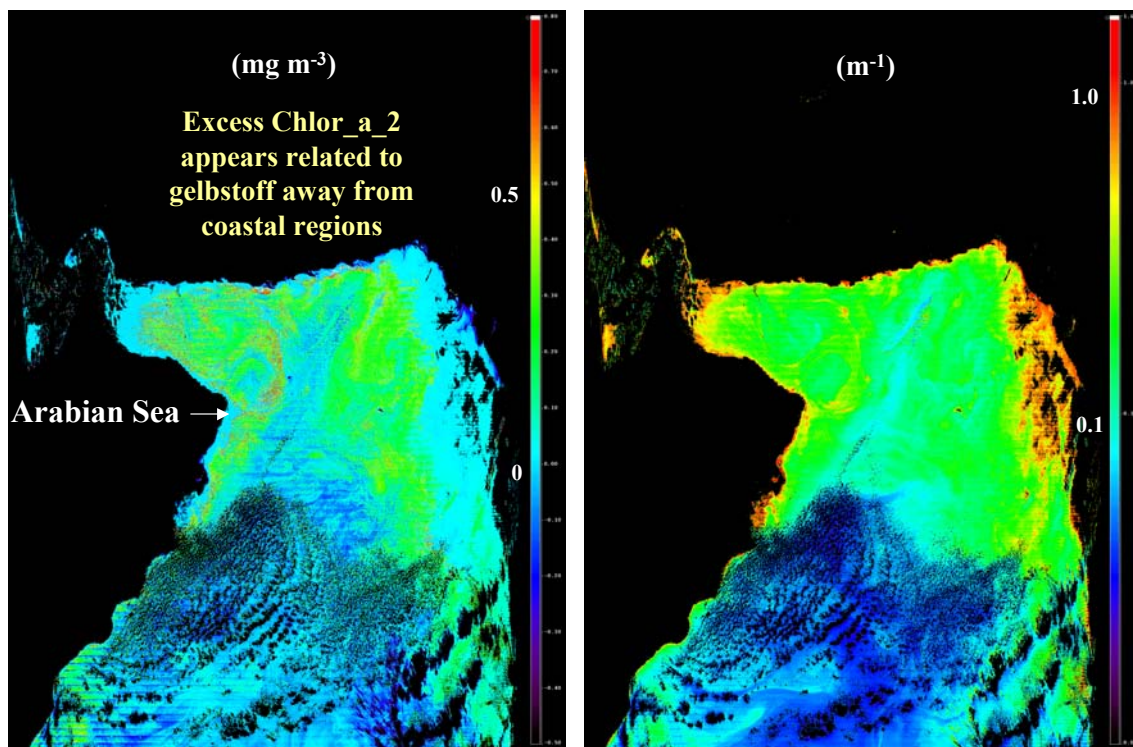 (mg m⁻³)
Excess Chlor_a_2
appears related to
gelbstoff away from
coastal regions
0.5
Arabian Sea
0
(m⁻¹)
1.0
0.1